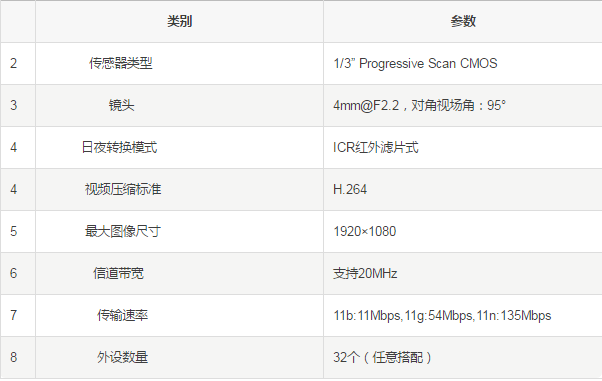 类别 参数
2 传感器类型 1/3” Progressive Scan CMOS
3 镜头 4mm@F2.2，对角视场角：95°
4 日夜转换模式 ICR红外滤片式
4 视频压缩标准 H.264
5 最大图像尺寸 1920×1080
6 信道带宽 支持20MHz
7 传输速率 11b:11Mbps,11g:54Mbps,11n:135Mbps
8 外设数量 32个（任意搭配）